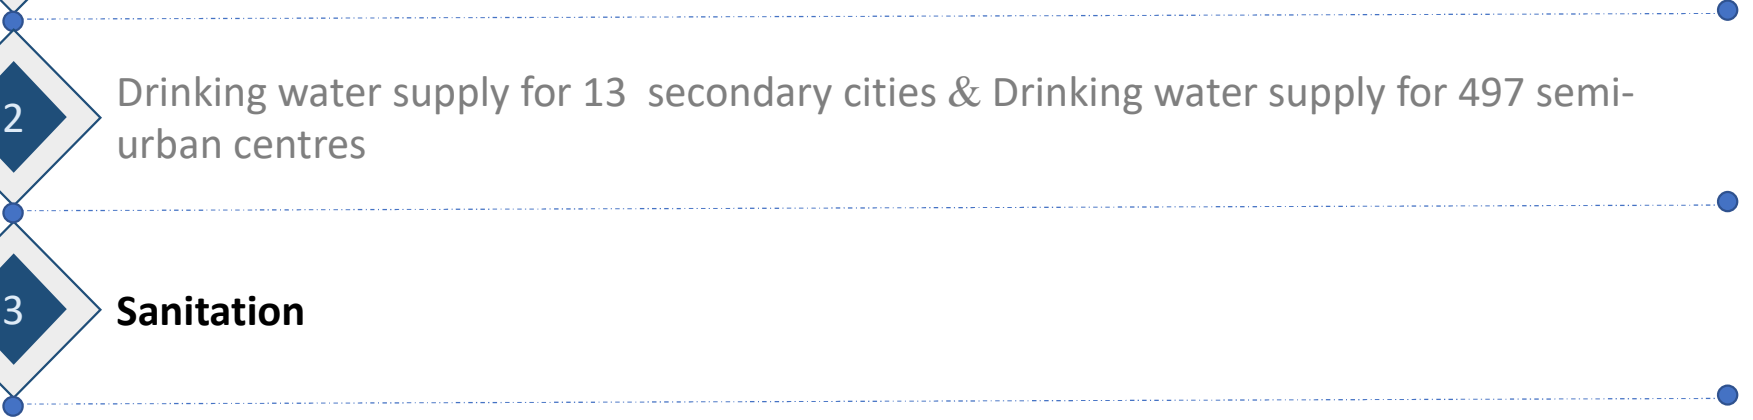 2
Drinking water supply for 13  secondary cities & Drinking water supply for 497 semi-
urban centres
3
Sanitation